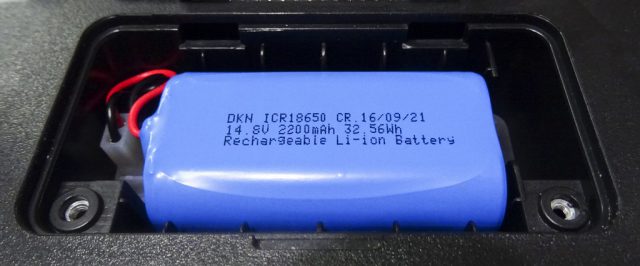 DKN ICR18650 CR.16/09/21
14.8V 2200mAh 32.56Wh
Rechargeable Li-ion Battery